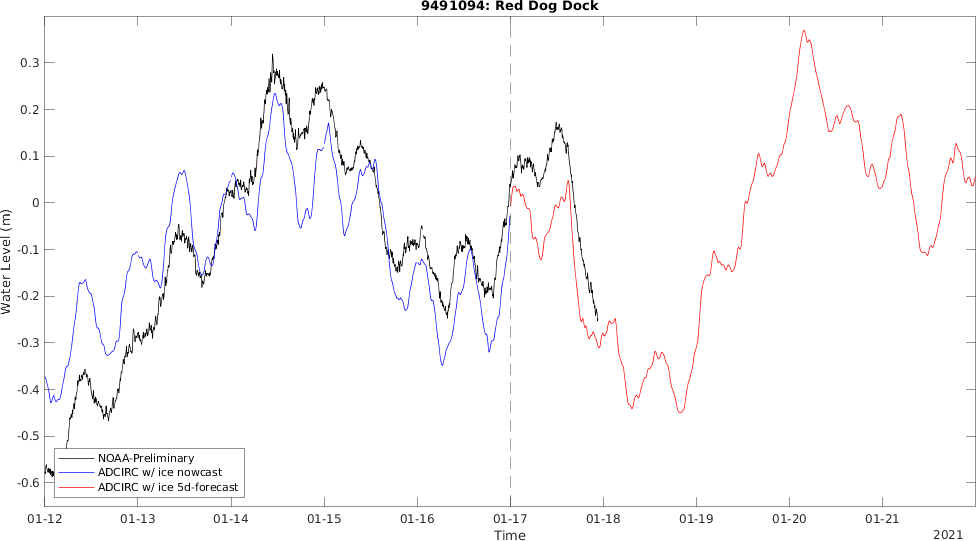 9491094: Red Dog Dock
Water Level (m)
0.3
0.2
0.1
0
-0.1
-0.2
-0.3
-0.4
-0.5
-0.6
NOAA-Preliminary
ADCIRC w/ ice nowcast
ADCIRC w/ ice 5d-forecast
01-12 01-13 01-14 01-15 01-16 01-17 01-18 01-19 01-20 01-21
Time
2021